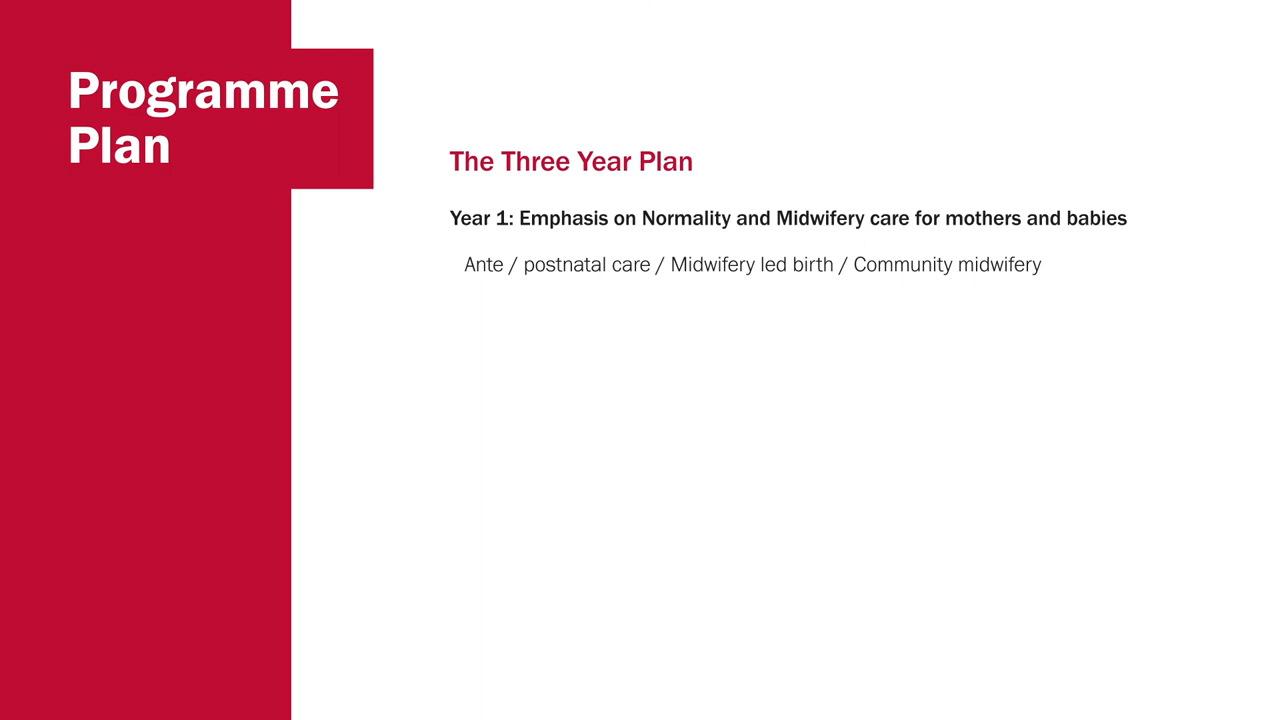 Programme
Plan
The Three Year Plan
Year 1: Emphasis on Normality and Midwifery care for mothers and babies
Ante / postnatal care / Midwifery led birth / Community midwifery